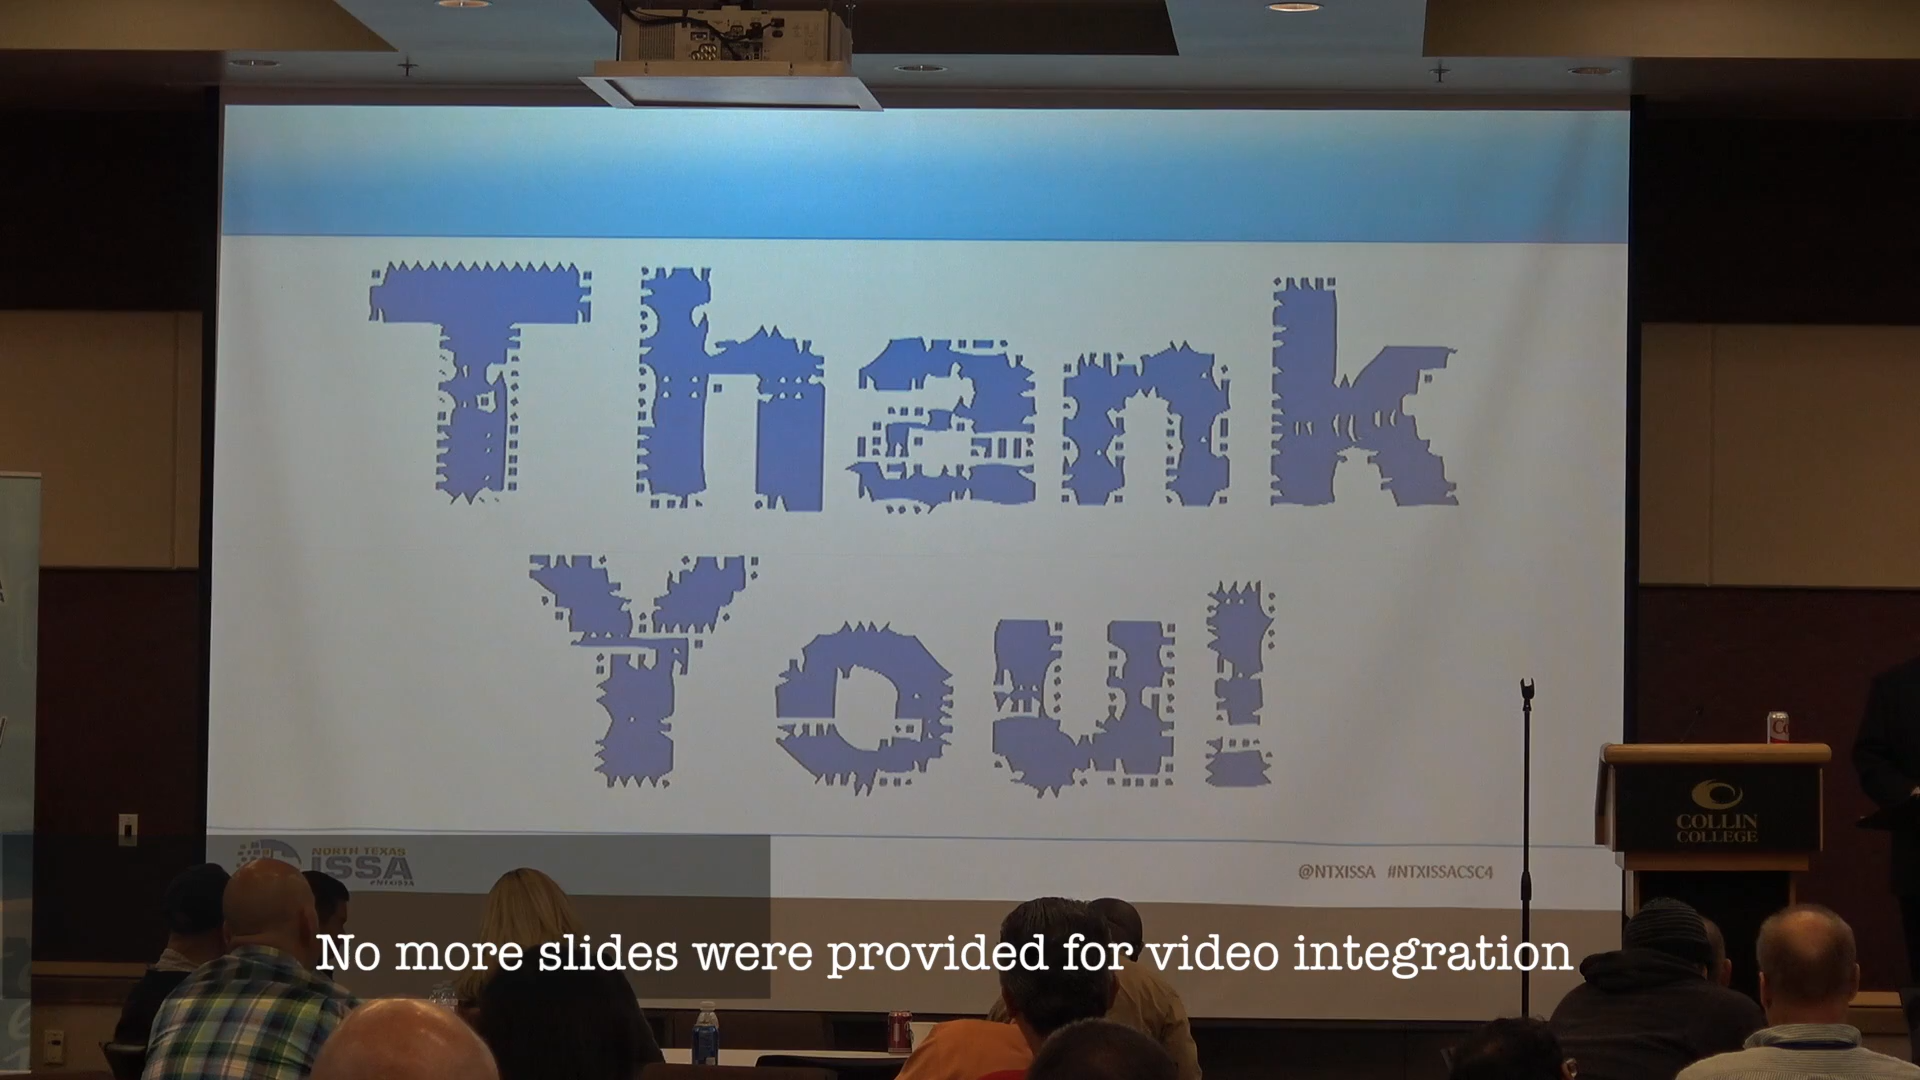 Thank
You!
NORTH TEXAS
ISSA
@NTXISSA #NTXISSACSC4
COLLIN
COLLEGE
No more slides were provided for video integration